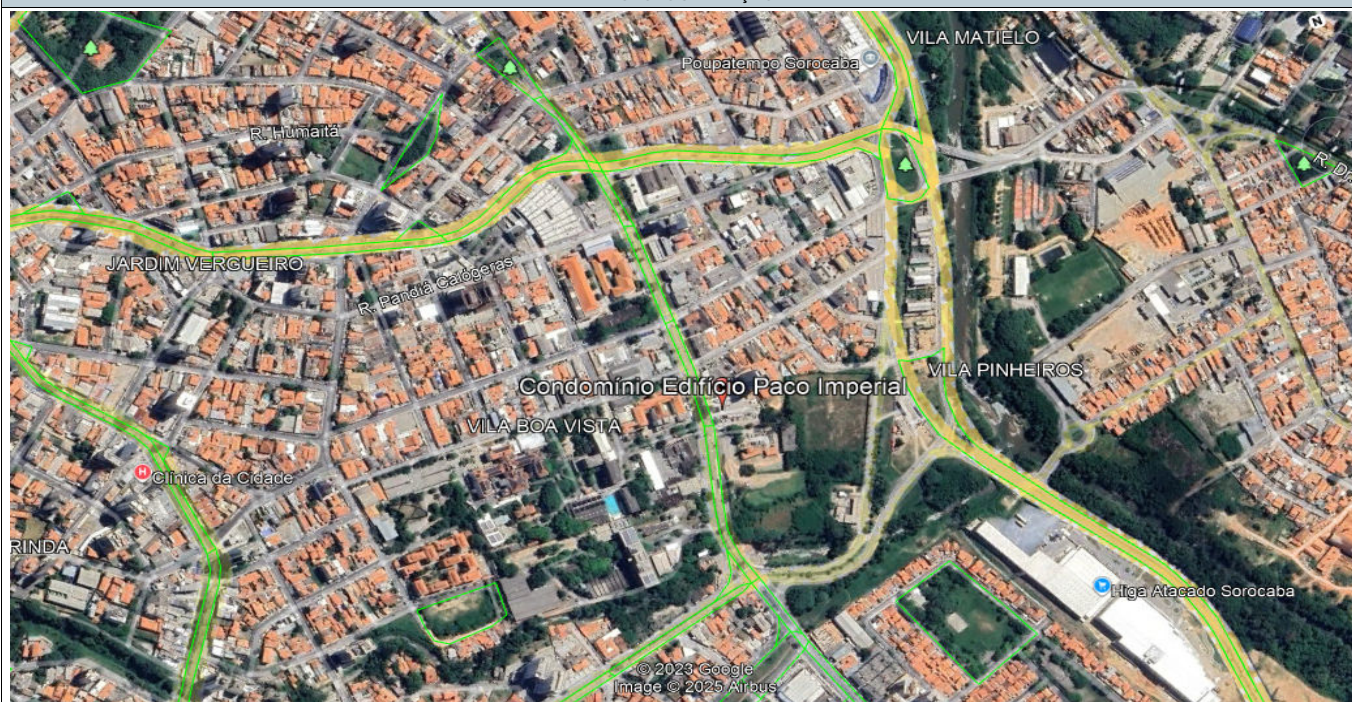 VILA MATIELO
N
Poupatempo Sorocaba
R. Humaitá
R. Dr.
JARDIM VERGUEIRO
R. Pandiá Calógeras
VILA PINHEIROS
Condomínio Edifício Paco Imperial
VILA BOA VISTA
H Clínica da Cidade
RINDA
Higa Atacado Sorocaba
© 2023 Google
Image © 2025 Airbus